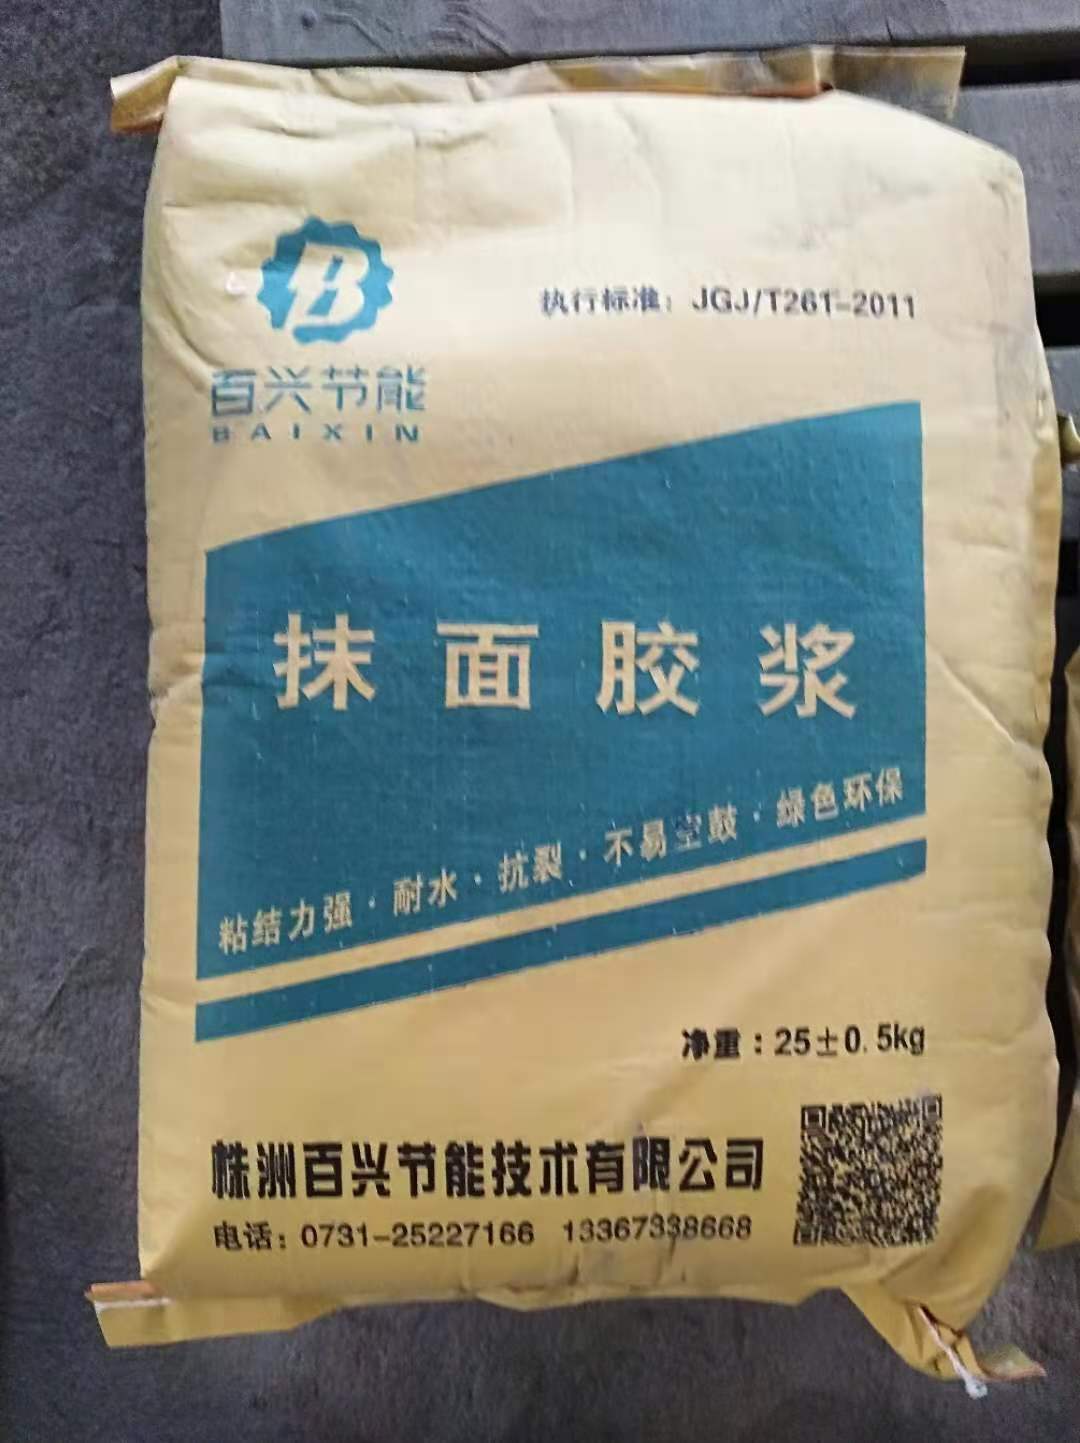 B
百兴节能
BAIXIN
执行标准：JGJ/T261-2011
抹面胶浆
粘结力强·耐水·抗裂·不易空鼓·绿色环保
净重：25±0.5kg
株洲百兴节能技术有限公司
电话：0731-25227166 13367338668